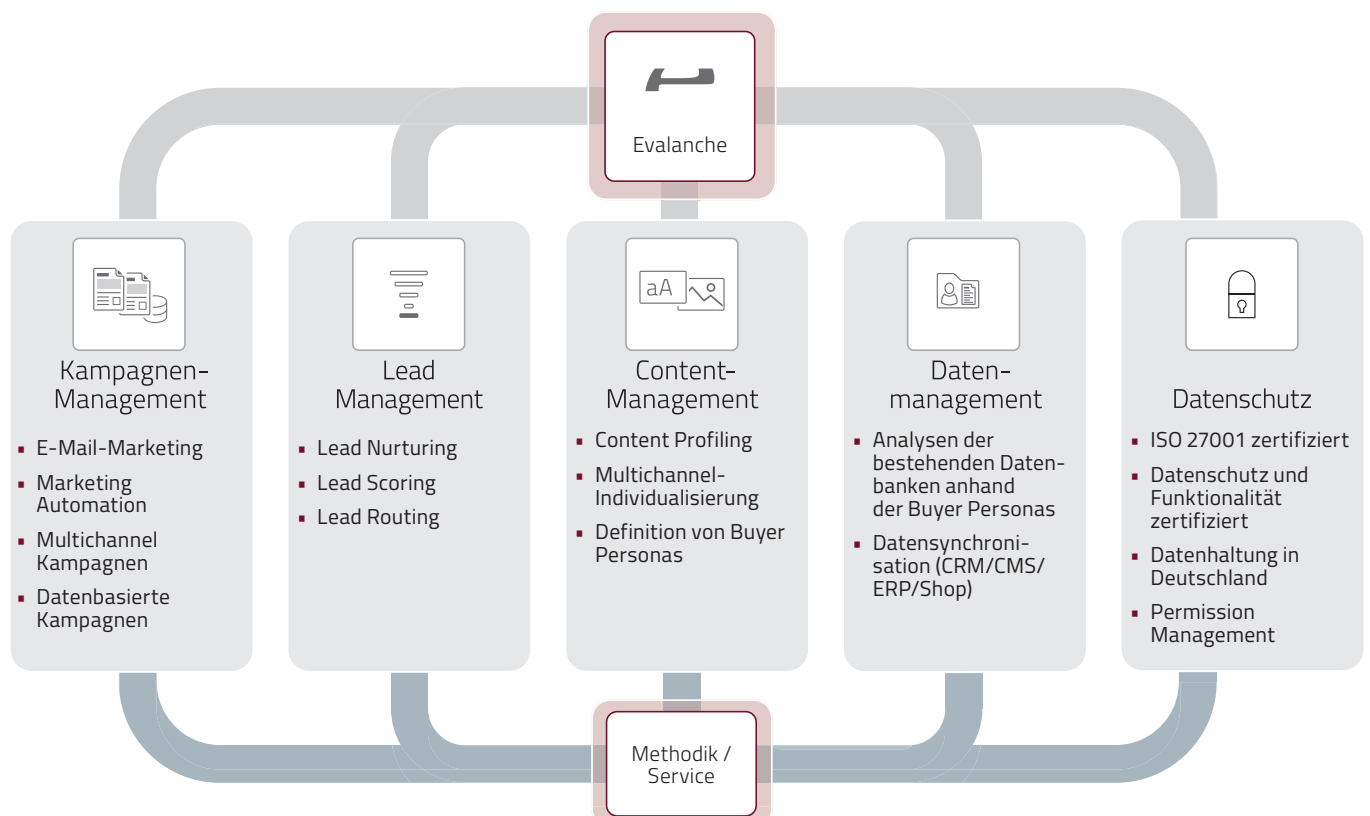 Evalanche
Kampagnen-
Management
E-Mail-Marketing
Marketing
Automation
Multichannel
Kampagnen
Datenbasierte
Kampagnen
Lead
Management
Lead Nurturing
Lead Scoring
Lead Routing
aA
Content-
Management
Content Profiling
Multichannel-
Individualisierung
Definition von Buyer
Personas
Daten-
management
Analysen der
bestehenden Daten-
banken anhand
der Buyer Personas
Datensynchroni-
sation (CRM/CMS/
ERP/Shop)
Datenschutz
ISO 27001 zertifiziert
Datenschutz und
Funktionalität
zertifiziert
Datenhaltung in
Deutschland
Permission
Management
Methodik /
Service